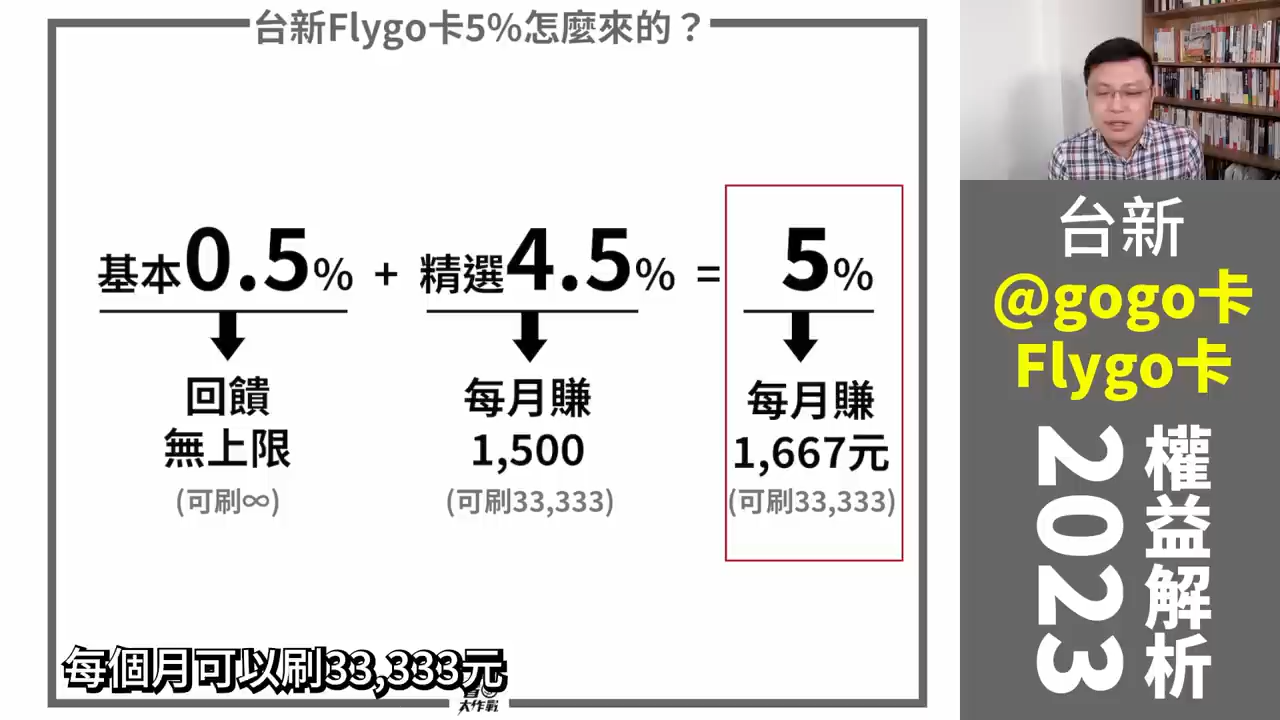 台新Flygo卡5%怎麼來的？
基本0.5% + 精選4.5% = 5%
回饋
無上限
(可刷∞)
每月賺
1,500
(可刷33,333)
每月賺
1,667元
(可刷33,333)
每個月可以刷33,333元
大作戰
台新
@gogo卡
Flygo卡
權益解析
2023